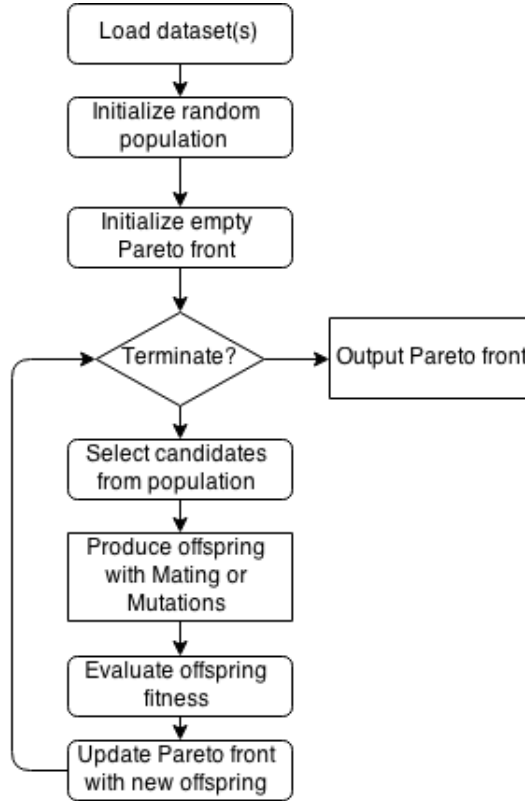 Load dataset(s)
Initialize random
population
Initialize empty
Pareto front
Terminate?
Output Pareto front
Select candidates
from population
Produce offspring
with Mating or
Mutations
Evaluate offspring
fitness
Update Pareto front
with new offspring